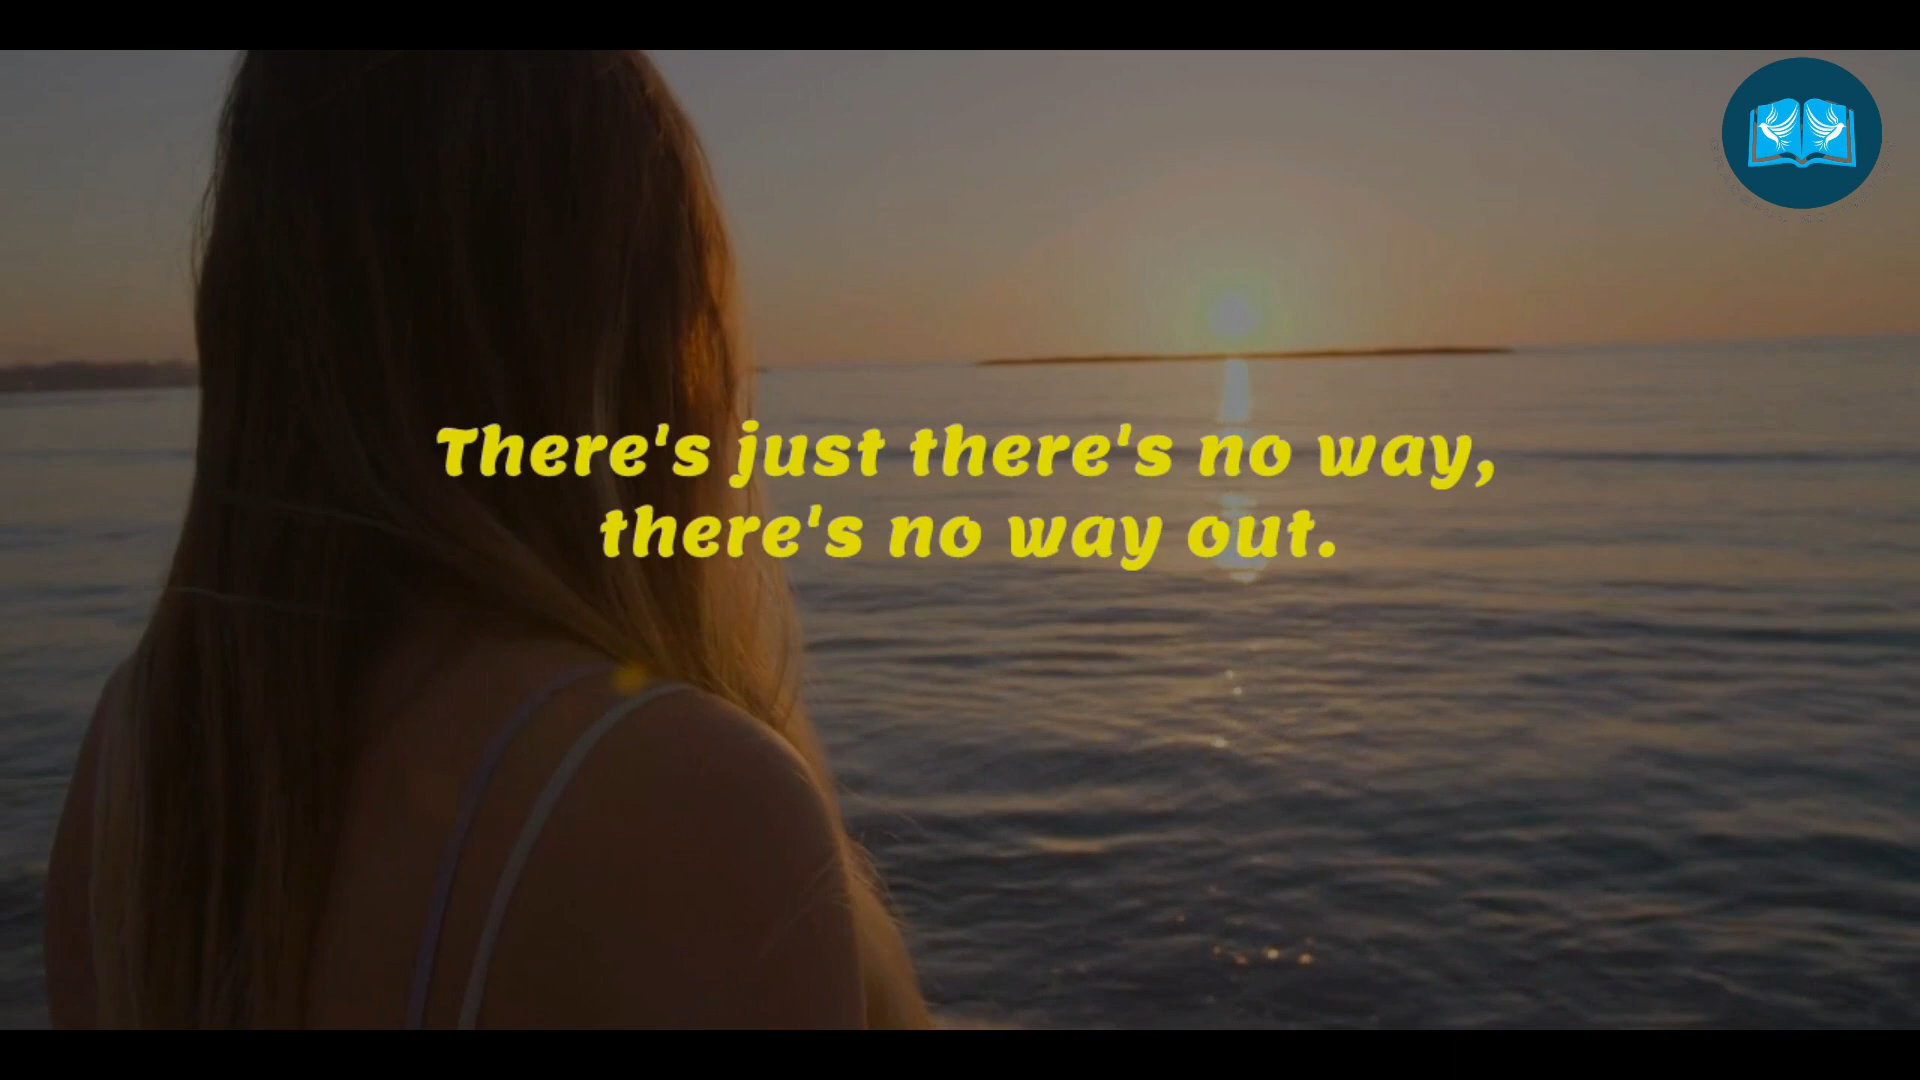 There's just there's no way,
there's no way out.